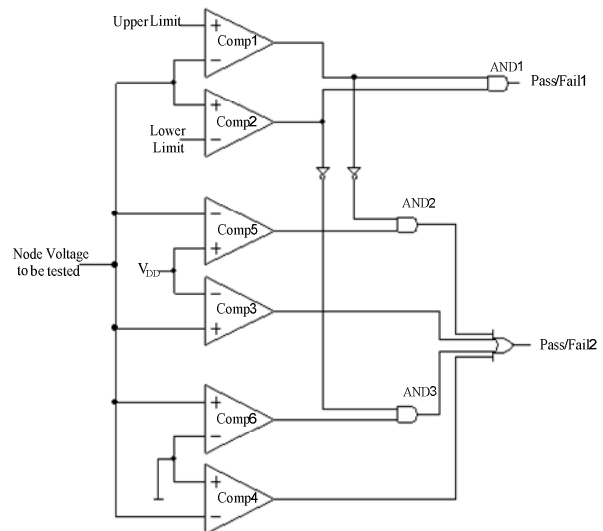 Upper Limit
+
Comp1
−
AND1
Pass/Fail1
+
Comp2
Lower
Limit
−
AND2
−
Comp5
+
Node Voltage
to be tested
VDD
−
Comp3
+
Pass/Fail2
AND3
+
Comp6
−
+
Comp4
−